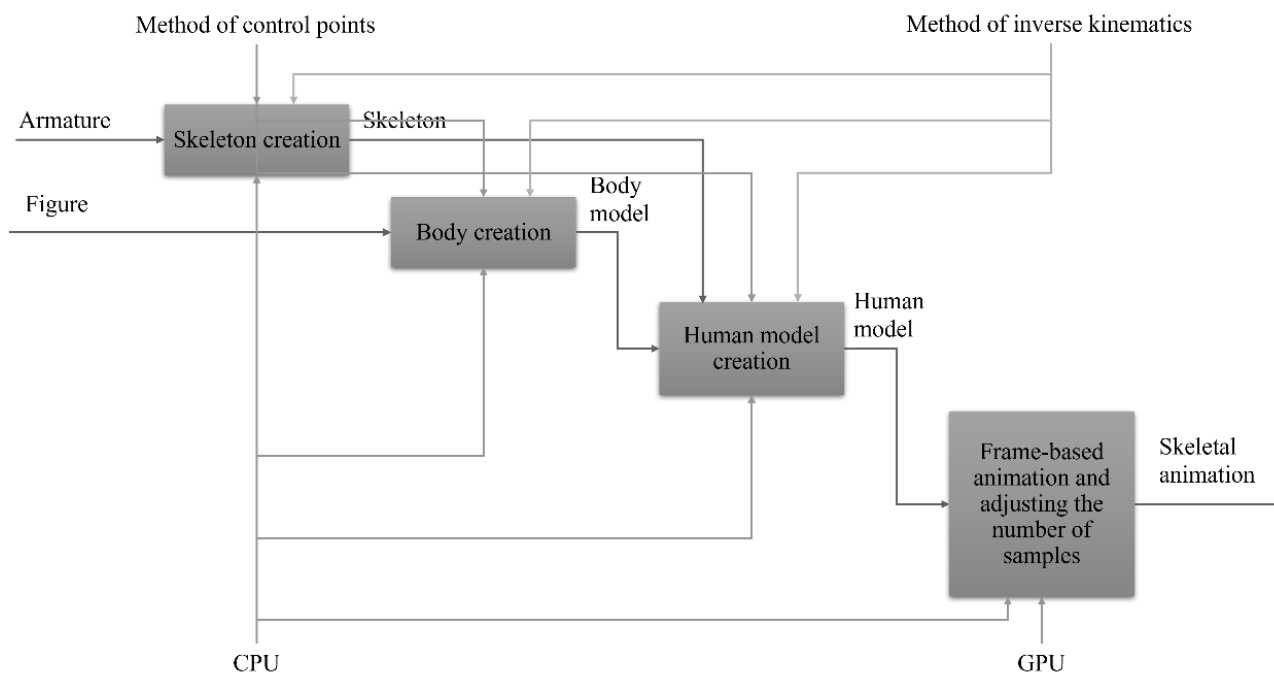 Method of control points
Method of inverse kinematics
Armature
Skeleton creation
Skeleton
Figure
Body creation
Body
model
Human model
creation
Human
model
Frame-based
animation and
adjusting the
number of
samples
Skeletal
animation
CPU
GPU